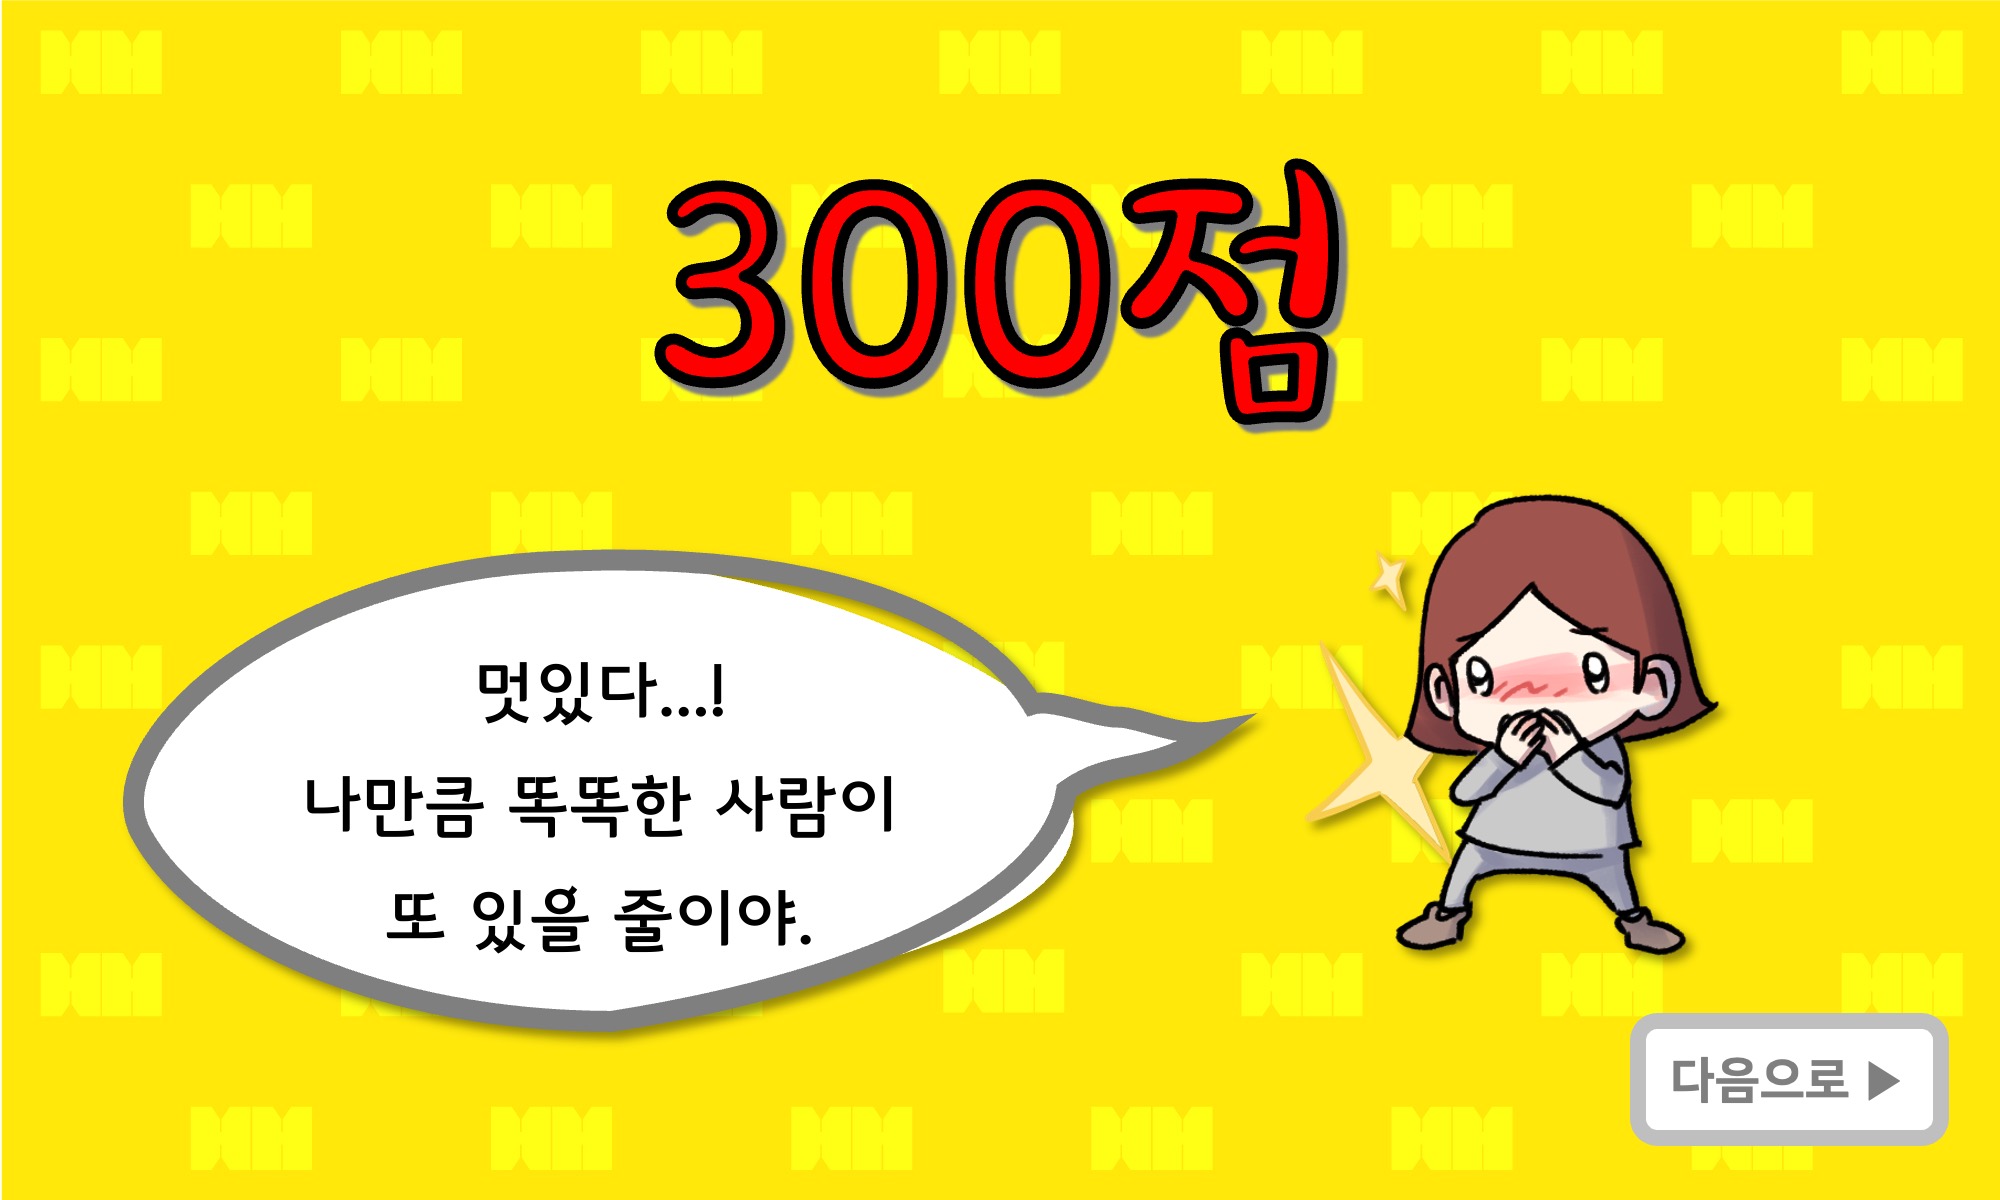 300점
멋있다...!
나만큼 똑똑한 사람이
또 있을 줄이야.
다음으로 ▶